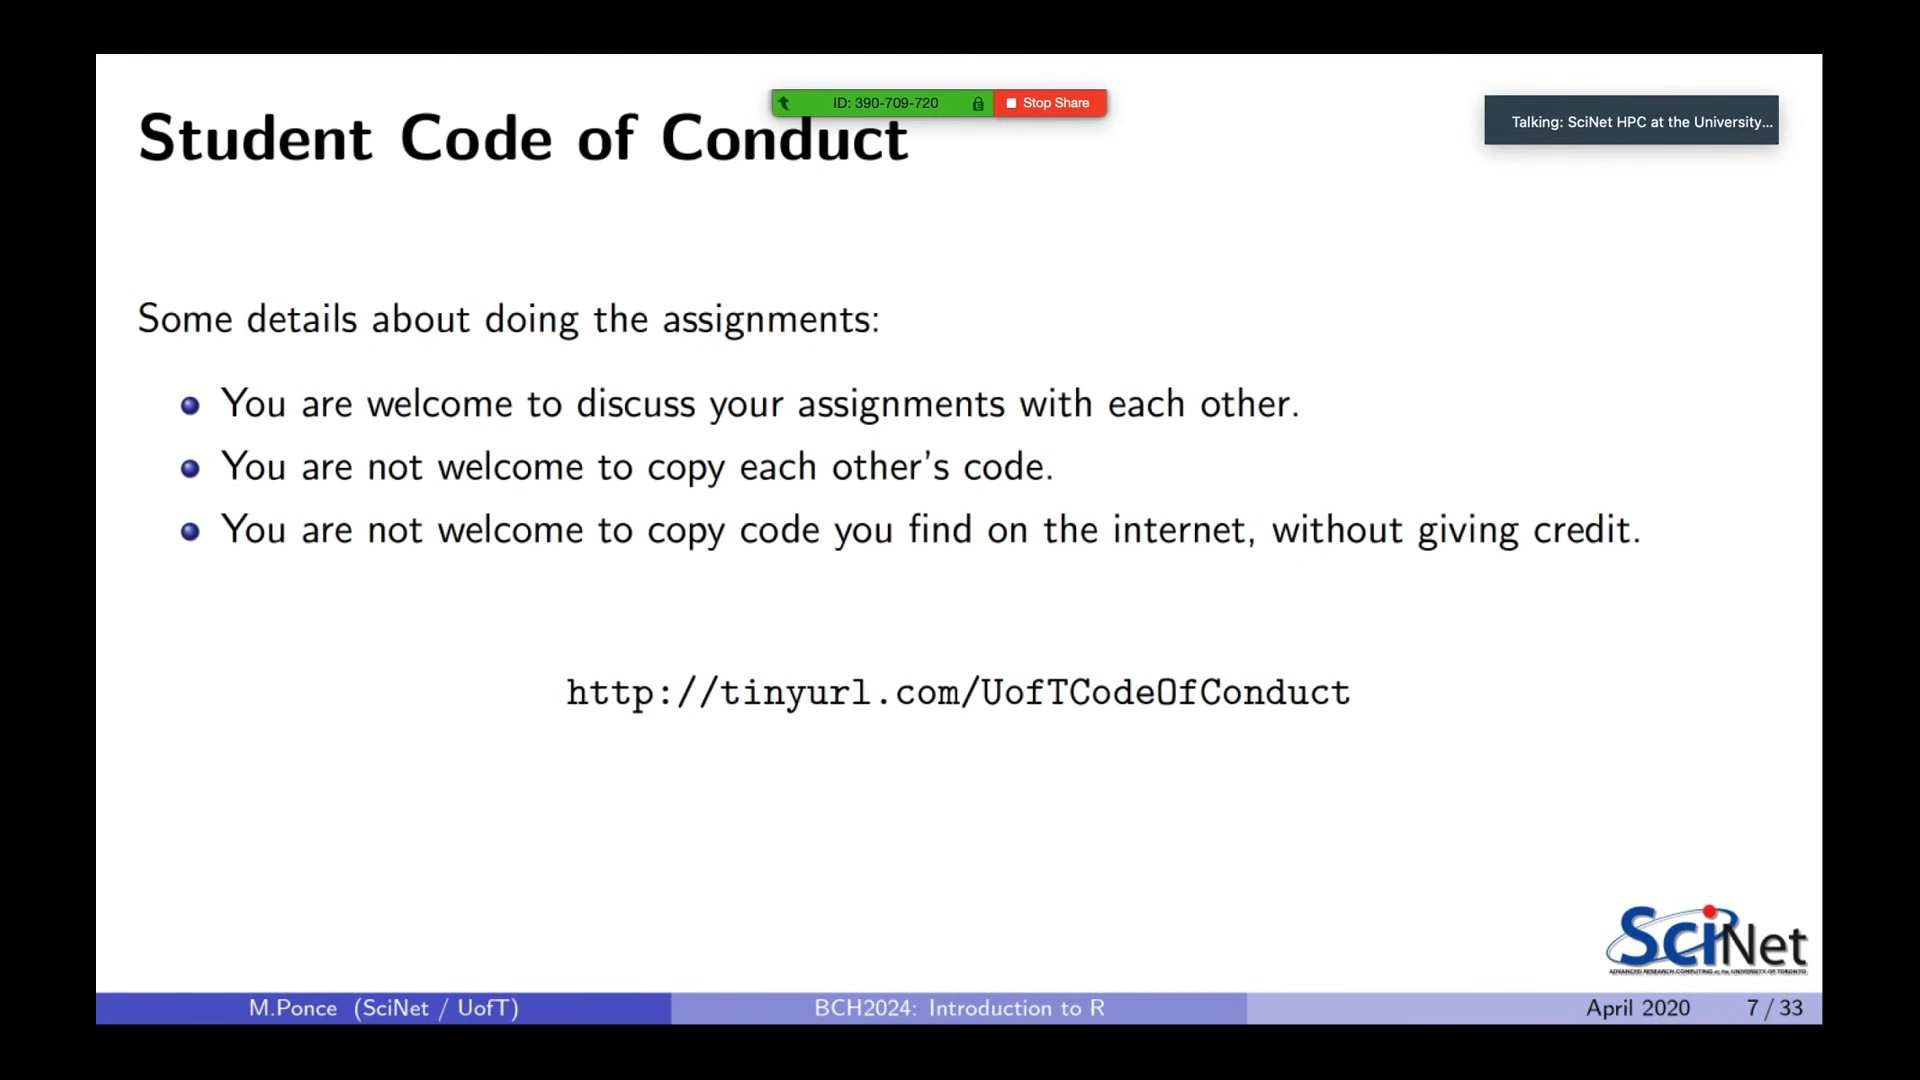 ID: 390-709-720
Stop Share
Student Code of Conduct
Talking: SciNet HPC at the University...
Some details about doing the assignments:
You are welcome to discuss your assignments with each other.
You are not welcome to copy each other's code.
You are not welcome to copy code you find on the internet, without giving credit.
http://tinyurl.com/UofTCodeOfConduct
SciNet
ADVANCED RESEARCH COMPUTING at the UNIVERSITY OF TORONTO
M.Ponce (SciNet / UofT)
BCH2024: Introduction to R
April 2020
7 / 33